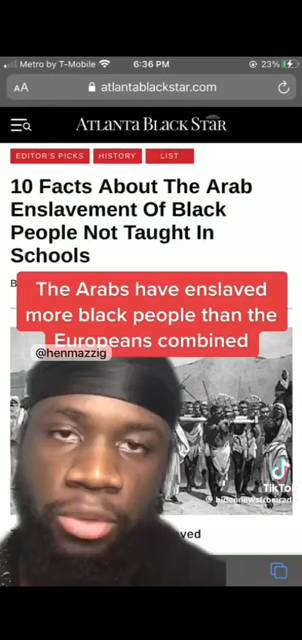 Metro by T-Mobile 6:36 PM 23%
AA atlantablackstar.com
ATLANTA BLACK STAR
EDITOR'S PICKS HISTORY LIST
10 Facts About The Arab
Enslavement Of Black
People Not Taught In
Schools
B
The Arabs have enslaved
more black people than the
Europeans combined
@henmazzig
TikTok
ved